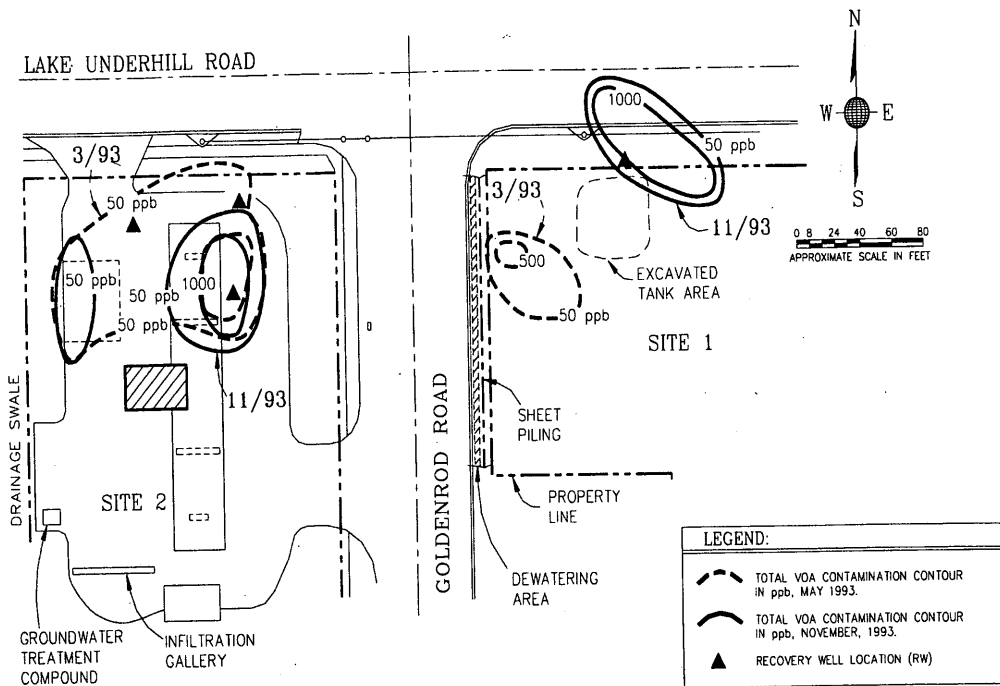 LAKE UNDERHILL ROAD
N
W
E
S
0 8 24 40 60 80
APPROXIMATE SCALE IN FEET
1000
50 ppb
11/93
3/93
500
50 ppb
EXCAVATED
TANK AREA
SITE 1
3/93
50 ppb
50 ppb
50 ppb
1000
50 ppb
11/93
DRAINAGE SWALE
SITE 2
GOLDENROD ROAD
SHEET
PILING
PROPERTY
LINE
DEWATERING
AREA
GROUNDWATER
TREATMENT
COMPOUND
INFILTRATION
GALLERY
LEGEND:
TOTAL VOA CONTAMINATION CONTOUR
IN ppb, MAY 1993.
TOTAL VOA CONTAMINATION CONTOUR
IN ppb, NOVEMBER, 1993.
RECOVERY WELL LOCATION (RW)